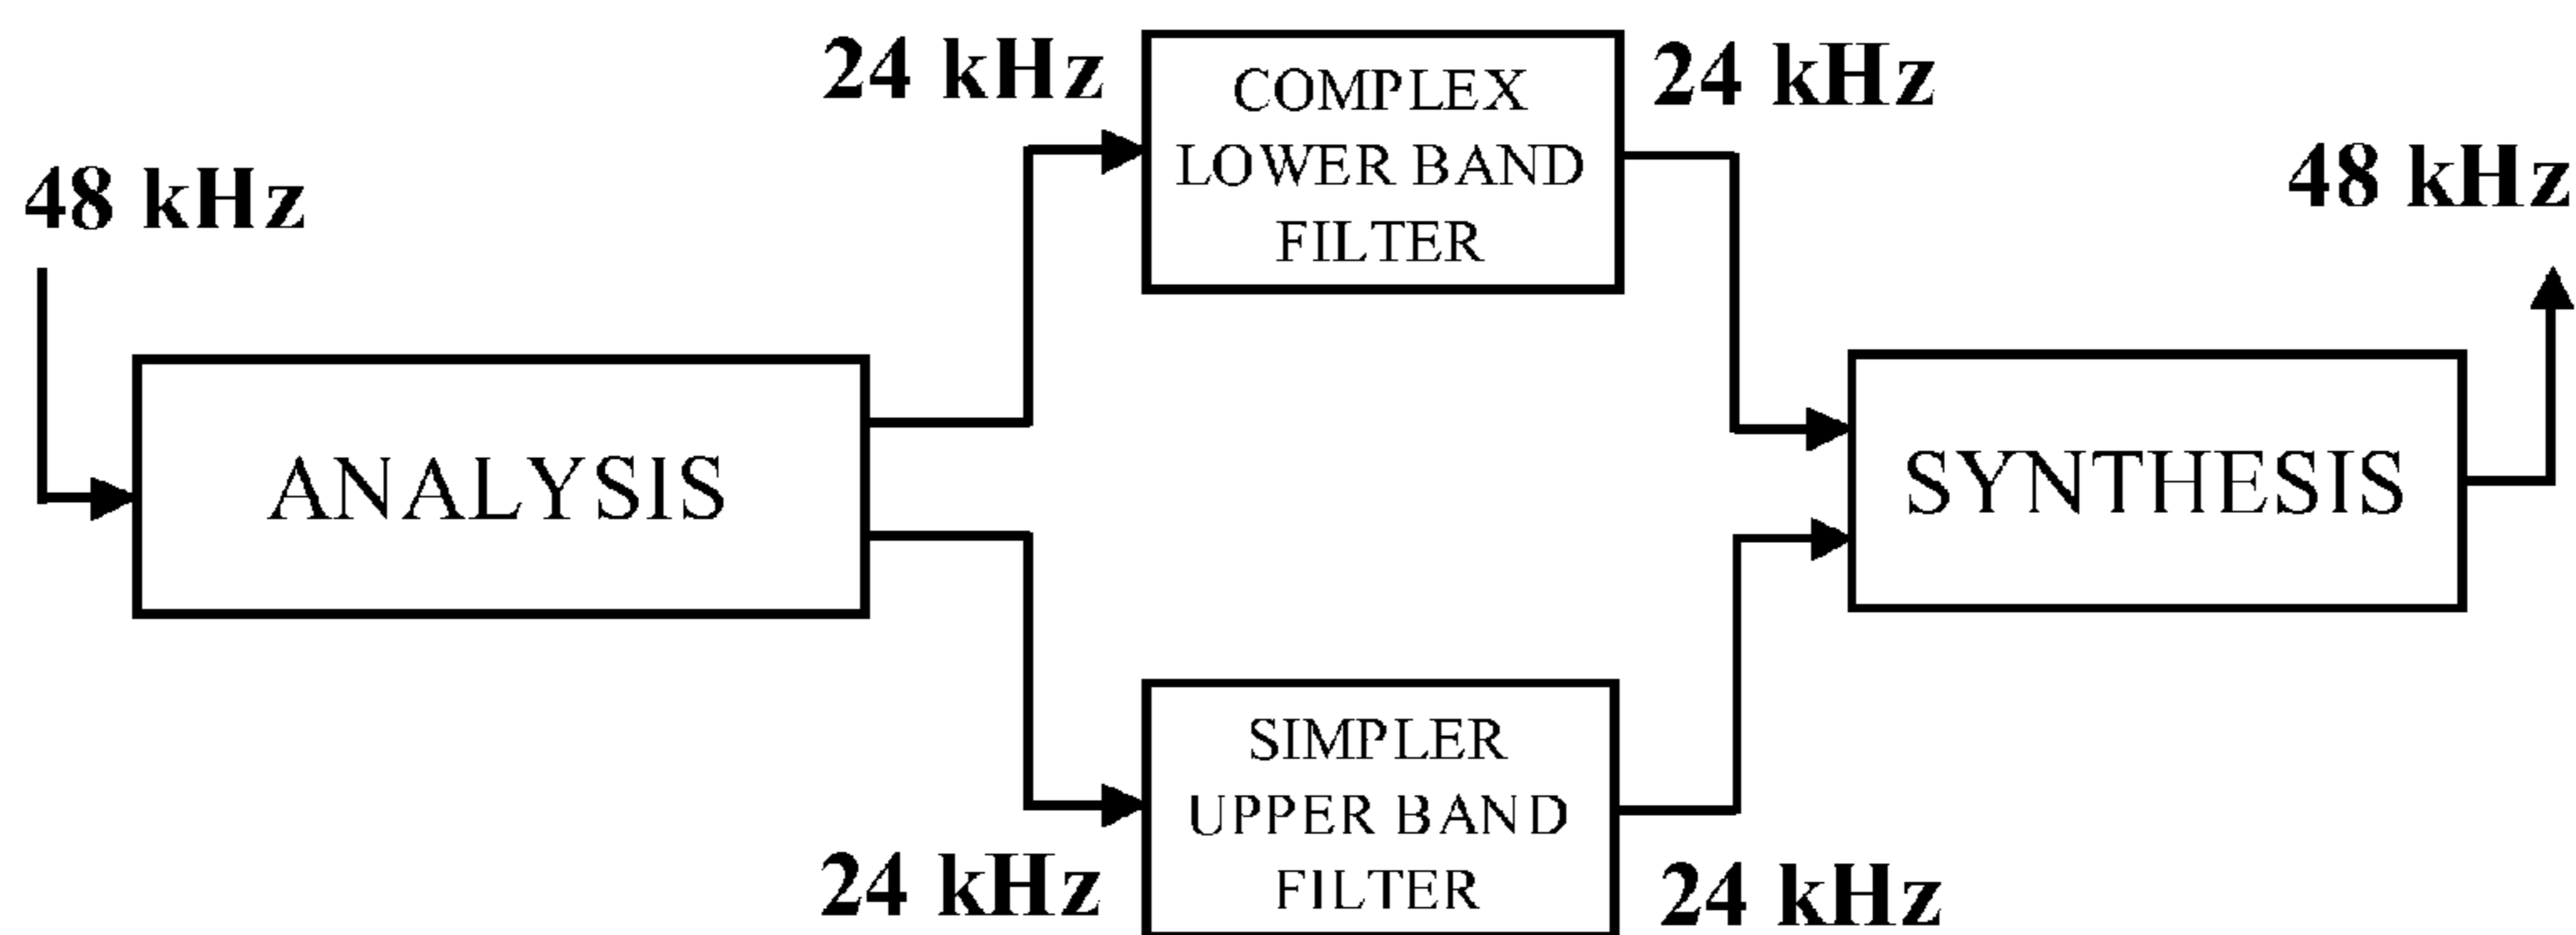 48 kHz
ANALYSIS
24 kHz
COMPLEX
LOWER BAND
FILTER
24 kHz
24 kHz
SIMPLER
UPPER BAND
FILTER
24 kHz
SYNTHESIS
48 kHz